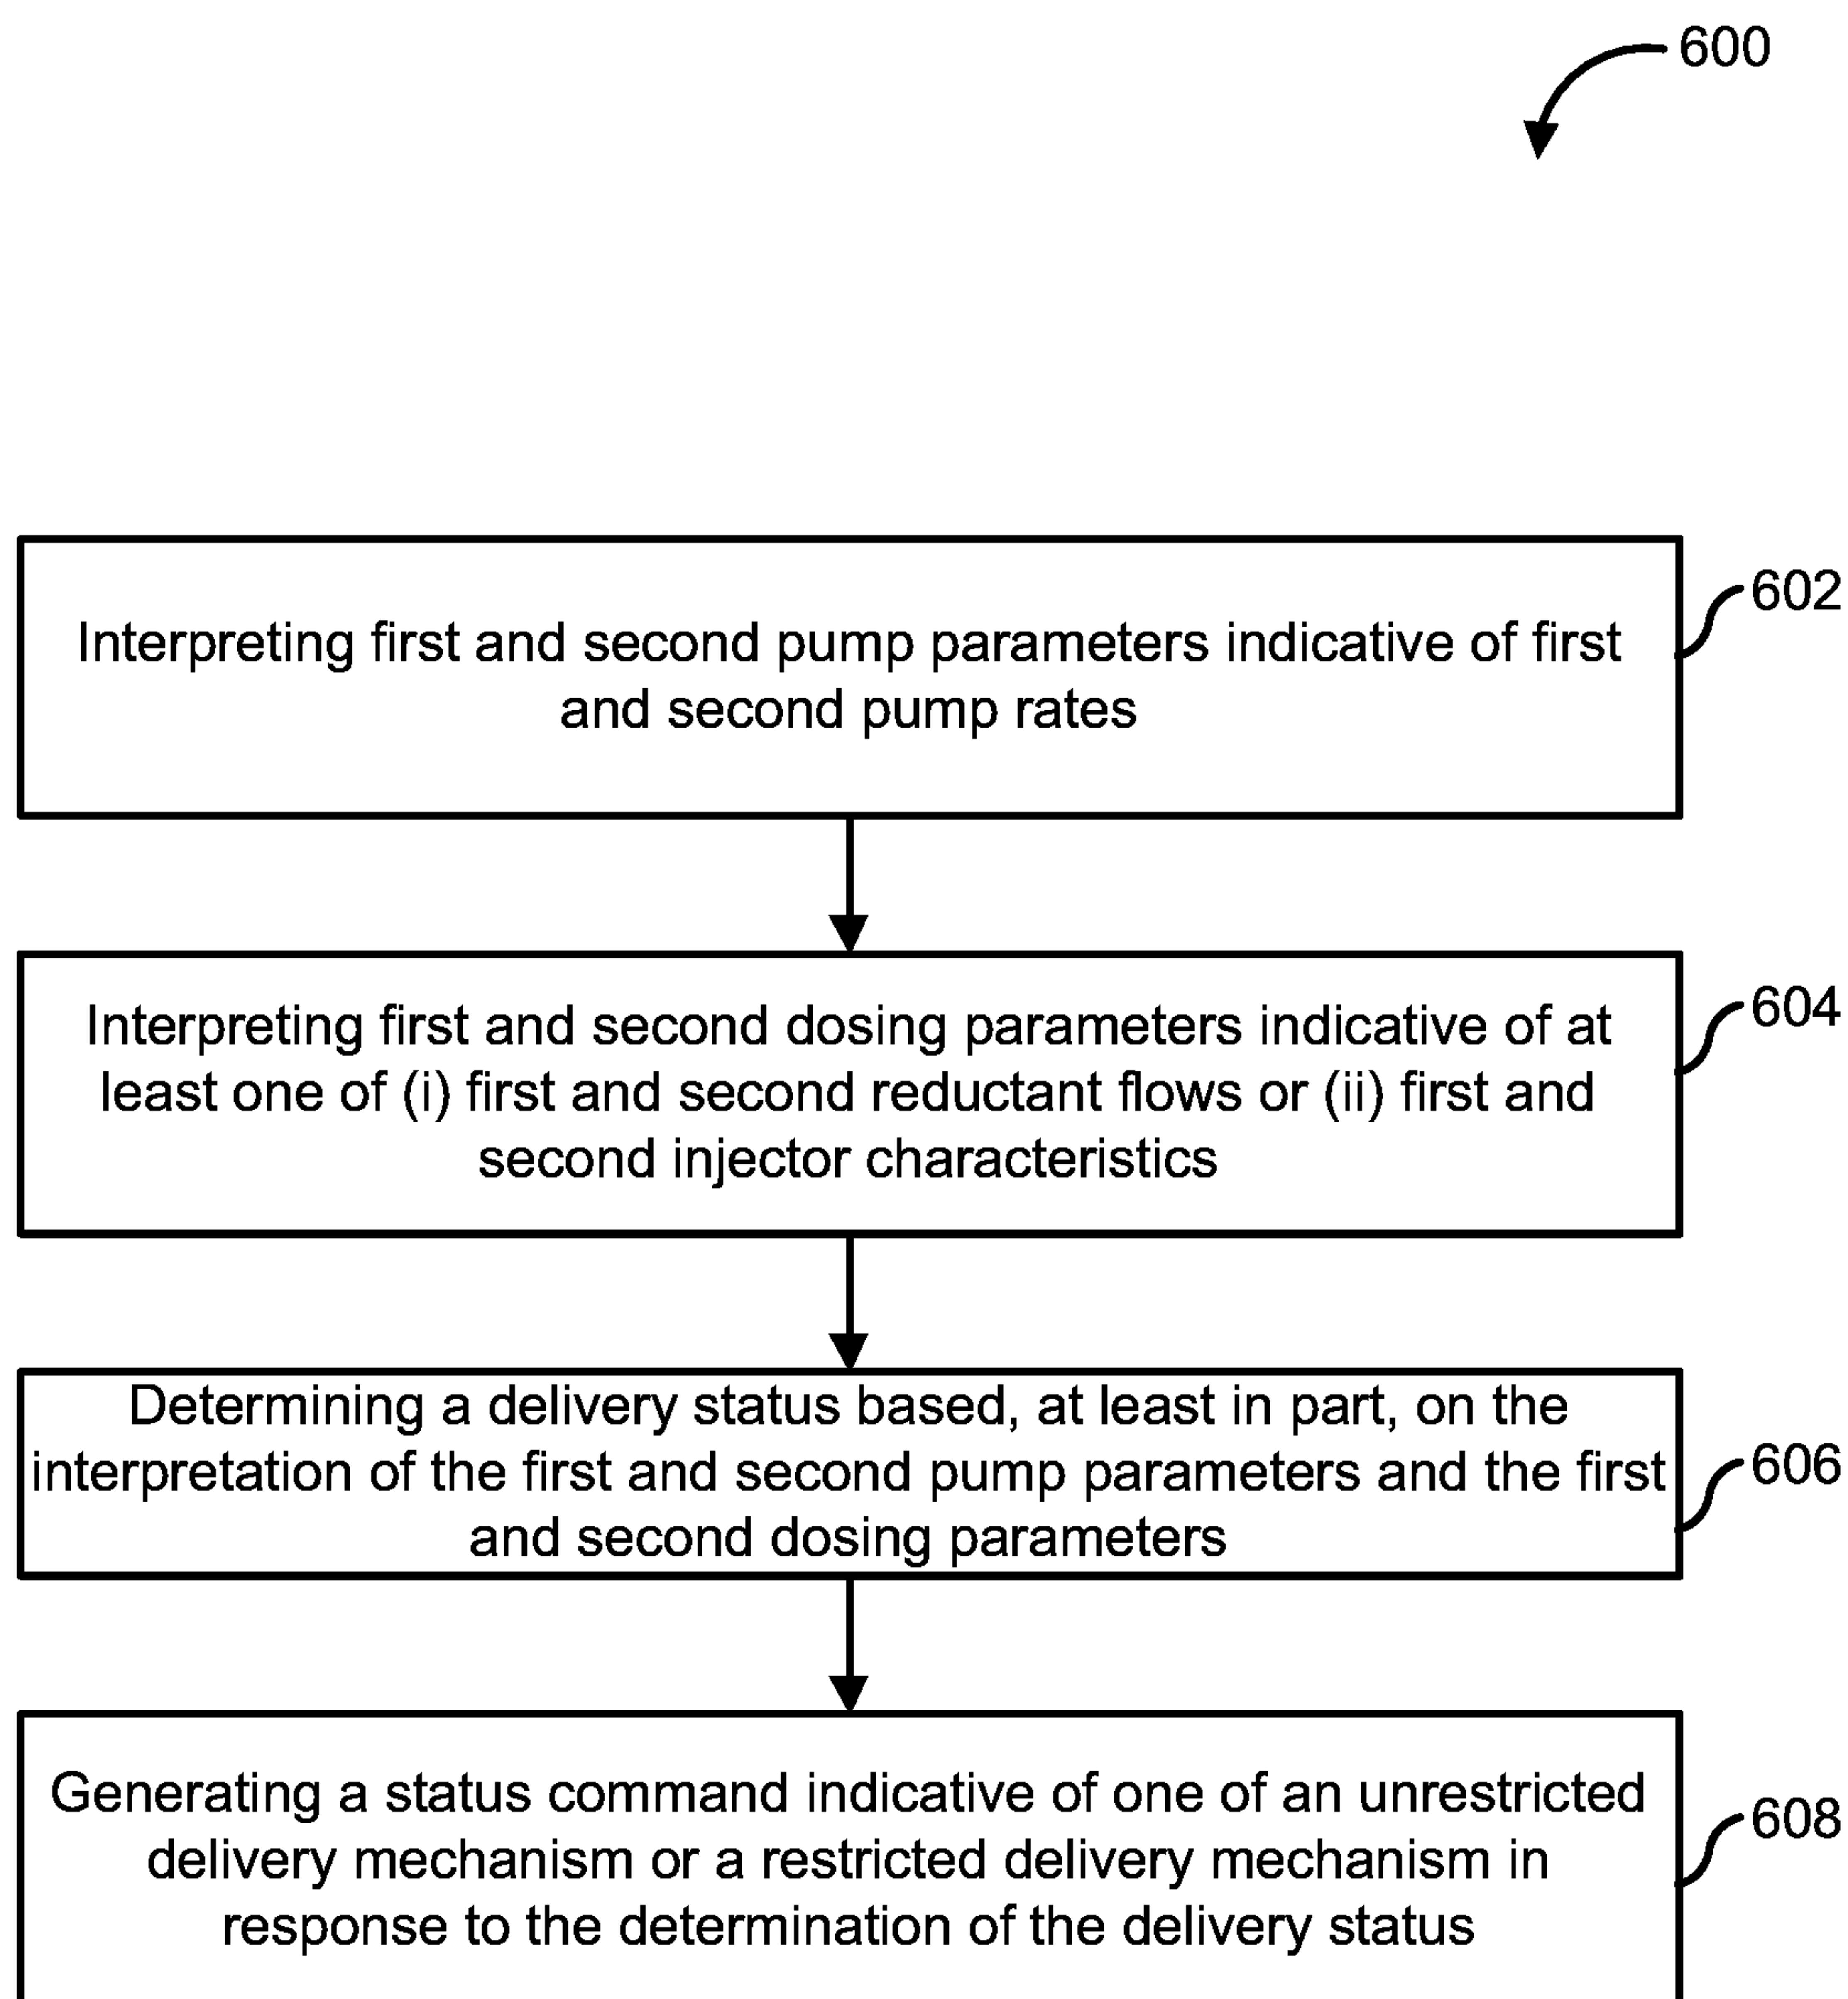 600
Interpreting first and second pump parameters indicative of first
and second pump rates
602
Interpreting first and second dosing parameters indicative of at
least one of (i) first and second reductant flows or (ii) first and
second injector characteristics
604
Determining a delivery status based, at least in part, on the
interpretation of the first and second pump parameters and the first
and second dosing parameters
606
Generating a status command indicative of one of an unrestricted
delivery mechanism or a restricted delivery mechanism in
response to the determination of the delivery status
608